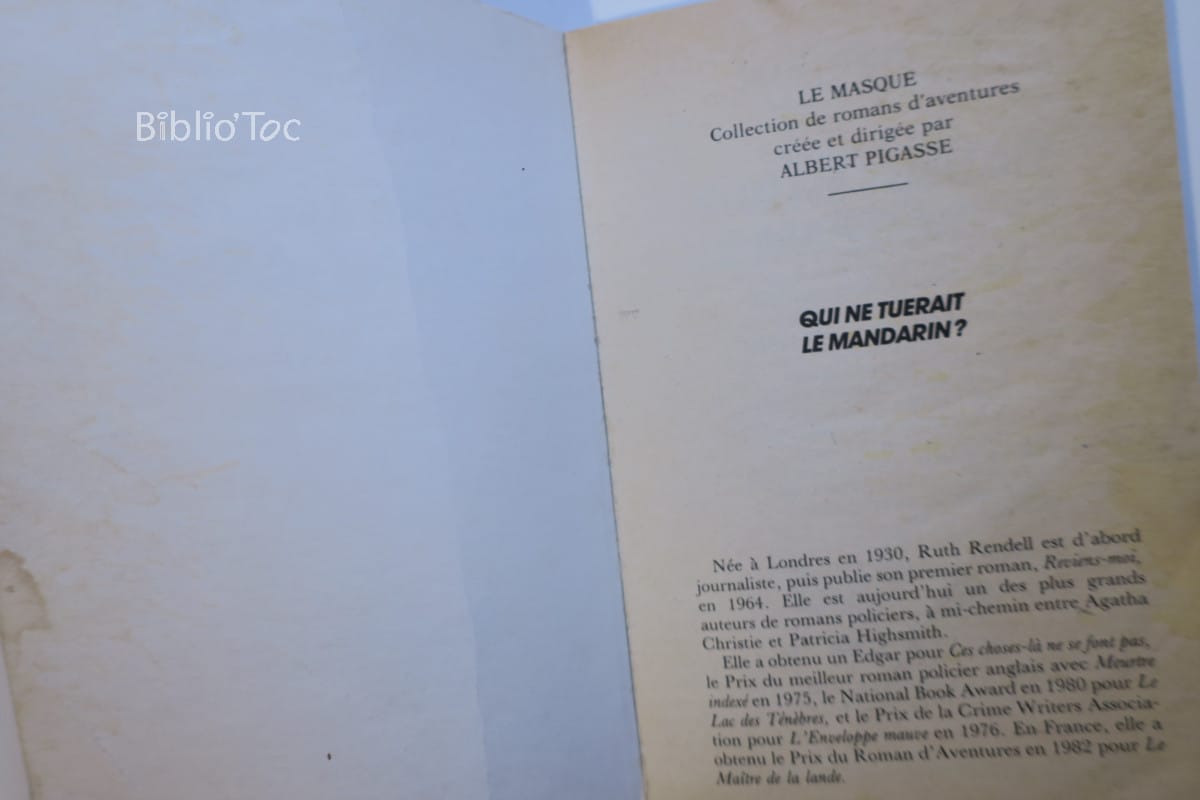 Biblio'Toc
LE MASQUE
Collection de romans d'aventures
créée et dirigée par
ALBERT PIGASSE
QUI NE TUERAIT
LE MANDARIN ?
Née à Londres en 1930, Ruth Rendell est d'abord
journaliste, puis publie son premier roman, Reviens-moi,
en 1964. Elle est aujourd'hui un des plus grands
auteurs de romans policiers, à mi-chemin entre Agatha
Christie et Patricia Highsmith.
Elle a obtenu un Edgar pour Ces choses-là ne se font pas,
le Prix du meilleur roman policier anglais avec Meurtre
indexé en 1975, le National Book Award en 1980 pour Le
Lac des Ténèbres, et le Prix de la Crime Writers Associa-
tion pour L'Enveloppe mauve en 1976. En France, elle a
obtenu le Prix du Roman d'Aventures en 1982 pour Le
Maître de la lande.